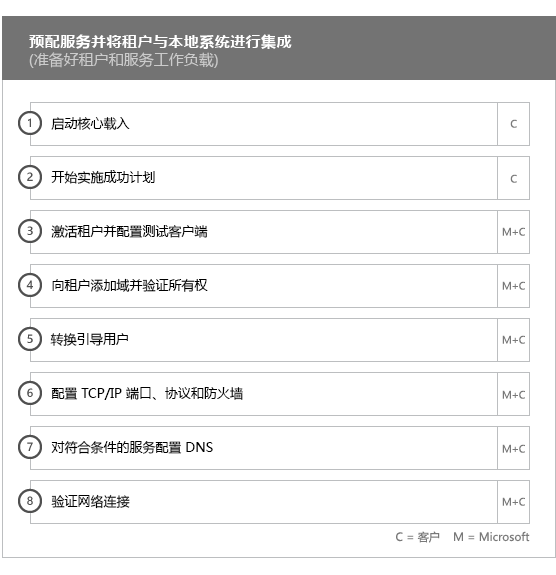 预配服务并将租户与本地系统进行集成
(准备好租户和服务工作负载)
1 启动核心载入 C
2 开始实施成功计划 C
3 激活租户并配置测试客户端 M+C
4 向租户添加域并验证所有权 M+C
5 转换引导用户 M+C
6 配置 TCP/IP 端口、协议和防火墙 M+C
7 对符合条件的服务配置 DNS M+C
8 验证网络连接 M+C
C = 客户 M = Microsoft